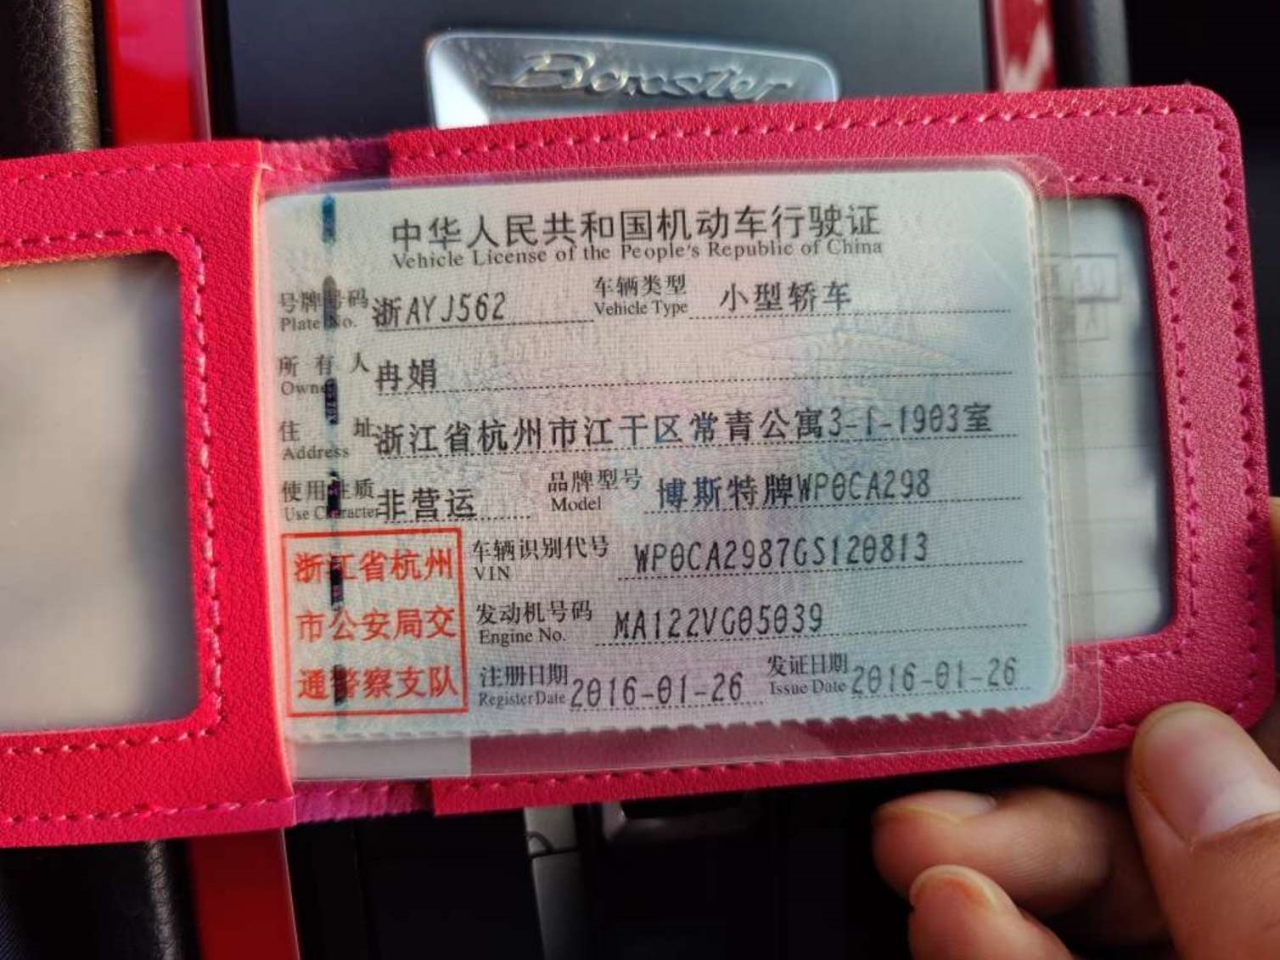 Boxster
中华人民共和国机动车行驶证
Vehicle License of the People's Republic of China
号牌号码 浙AYJ562 车辆类型 小型轿车
Plate No. Vehicle Type
所有人 冉娟
Owner
住址 浙江省杭州市江干区常青公寓3-1-1903室
Address
使用性质 非营运 品牌型号 博斯特牌WP0CA298
Use Character Model
浙江省杭州
市公安局交
通警察支队
车辆识别代号 WP0CA2987GS120813
VIN
发动机号码 MA122VG05039
Engine No.
注册日期 2016-01-26 发证日期 2016-01-26
Register Date Issue Date